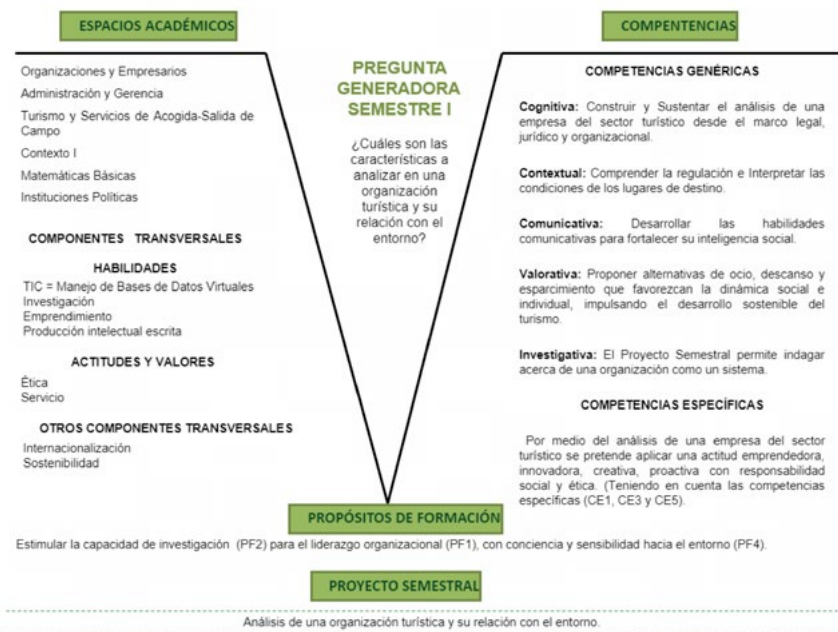 ESPACIOS ACADÉMICOS
Organizaciones y Empresarios
Administración y Gerencia
Turismo y Servicios de Acogida-Salida de
Campo
Contexto I
Matemáticas Básicas
Instituciones Políticas
COMPONENTES TRANSVERSALES
HABILIDADES
TIC = Manejo de Bases de Datos Virtuales
Investigación
Emprendimiento
Producción intelectual escrita
ACTITUDES Y VALORES
Ética
Servicio
OTROS COMPONENTES TRANSVERSALES
Internacionalización
Sostenibilidad
PREGUNTA
GENERADORA
SEMESTRE I
¿Cuáles son las
características a
analizar en una
organización
turística y su
relación con el
entorno?
COMPENTENCIAS
COMPETENCIAS GENÉRICAS
Cognitiva: Construir y Sustentar el análisis de una
empresa del sector turístico desde el marco legal,
jurídico y organizacional.
Contextual: Comprender la regulación e Interpretar las
condiciones de los lugares de destino.
Comunicativa: Desarrollar las habilidades
comunicativas para fortalecer su inteligencia social.
Valorativa: Proponer alternativas de ocio, descanso y
esparcimiento que favorezcan la dinámica social e
individual, impulsando el desarrollo sostenible del
turismo.
Investigativa: El Proyecto Semestral permite indagar
acerca de una organización como un sistema.
COMPETENCIAS ESPECÍFICAS
Por medio del análisis de una empresa del sector
turístico se pretende aplicar una actitud emprendedora,
innovadora, creativa, proactiva con responsabilidad
social y ética. (Teniendo en cuenta las competencias
específicas (CE1, CE3 y CE5).
PROPÓSITOS DE FORMACIÓN
Estimular la capacidad de investigación (PF2) para el liderazgo organizacional (PF1), con conciencia y sensibilidad hacia el entorno (PF4).
PROYECTO SEMESTRAL
Análisis de una organización turística y su relación con el entorno.